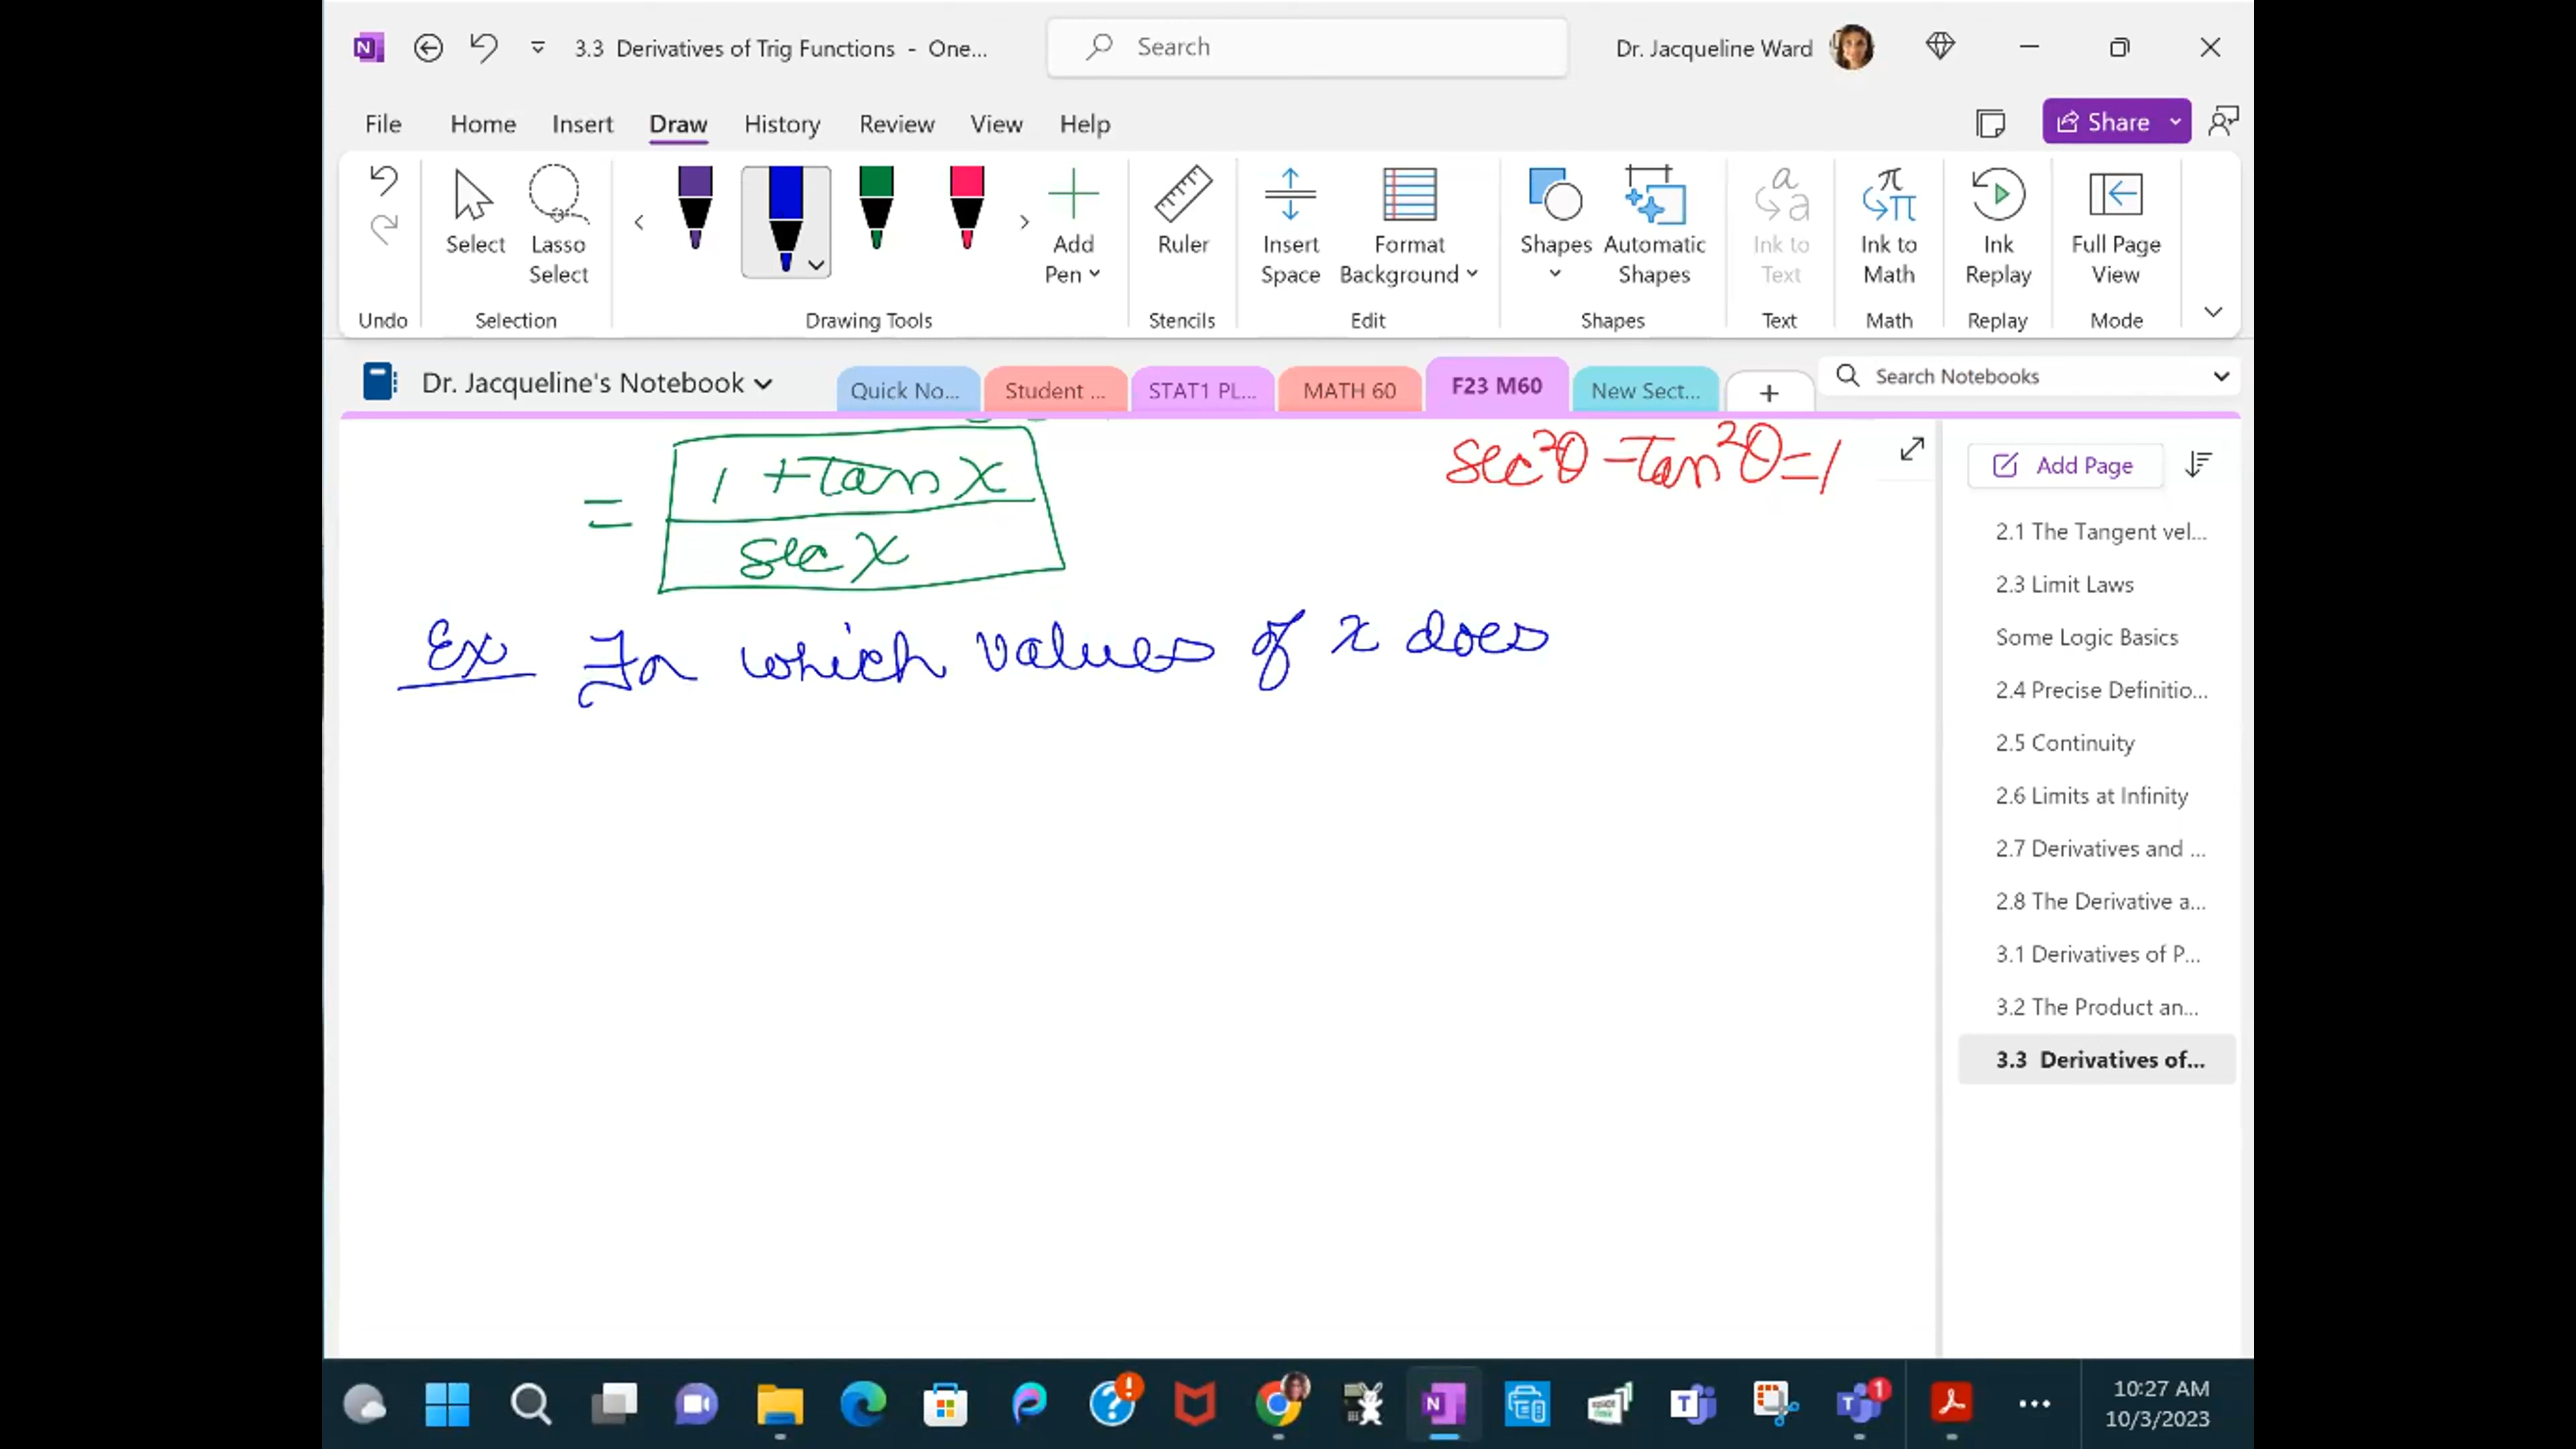 3.3 Derivatives of Trig Functions - One...
Search
Dr. Jacqueline Ward
File Home Insert Draw History Review View Help
Share
Select
Lasso Select
Add Pen
Ruler
Insert Space
Format Background
Shapes
Automatic Shapes
Ink to Text
Ink to Math
Ink Replay
Full Page View
Undo Selection Drawing Tools Stencils Edit Shapes Text Math Replay Mode
Dr. Jacqueline's Notebook
Quick No... Student ... STAT1 PL... MATH 60 F23 M60 New Sect... +
Search Notebooks
= 1 + tan x / sec x
sec²θ - tan²θ = 1
Ex For which values of x does
Add Page
2.1 The Tangent vel...
2.3 Limit Laws
Some Logic Basics
2.4 Precise Definitio...
2.5 Continuity
2.6 Limits at Infinity
2.7 Derivatives and ...
2.8 The Derivative a...
3.1 Derivatives of P...
3.2 The Product an...
3.3 Derivatives of...
10:27 AM
10/3/2023